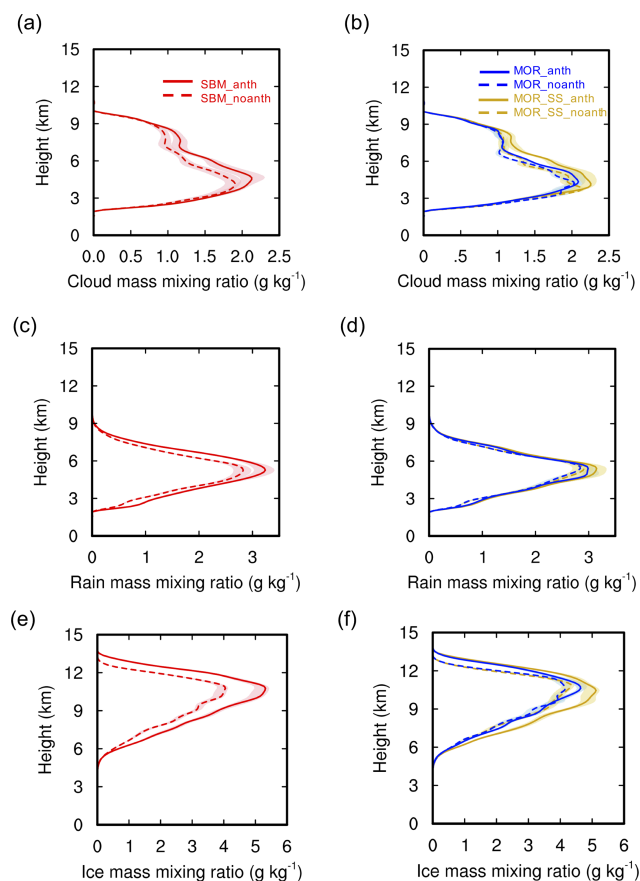 (a)
15
12
9
6
3
0
Height (km)
SBM_anth
SBM_noanth
0.0 0.5 1.0 1.5 2.0 2.5
Cloud mass mixing ratio (g kg⁻¹)
(b)
15
12
9
6
3
0
Height (km)
MOR_anth
MOR_noanth
MOR_SS_anth
MOR_SS_noanth
0 .5 1 1.5 2 2.5
Cloud mass mixing ratio (g kg⁻¹)
(c)
15
12
9
6
3
0
Height (km)
0 1 2 3
Rain mass mixing ratio (g kg⁻¹)
(d)
15
12
9
6
3
0
Height (km)
0 1 2 3
Rain mass mixing ratio (g kg⁻¹)
(e)
15
12
9
6
3
0
Height (km)
0 1 2 3 4 5 6
Ice mass mixing ratio (g kg⁻¹)
(f)
15
12
9
6
3
0
Height (km)
0 1 2 3 4 5 6
Ice mass mixing ratio (g kg⁻¹)